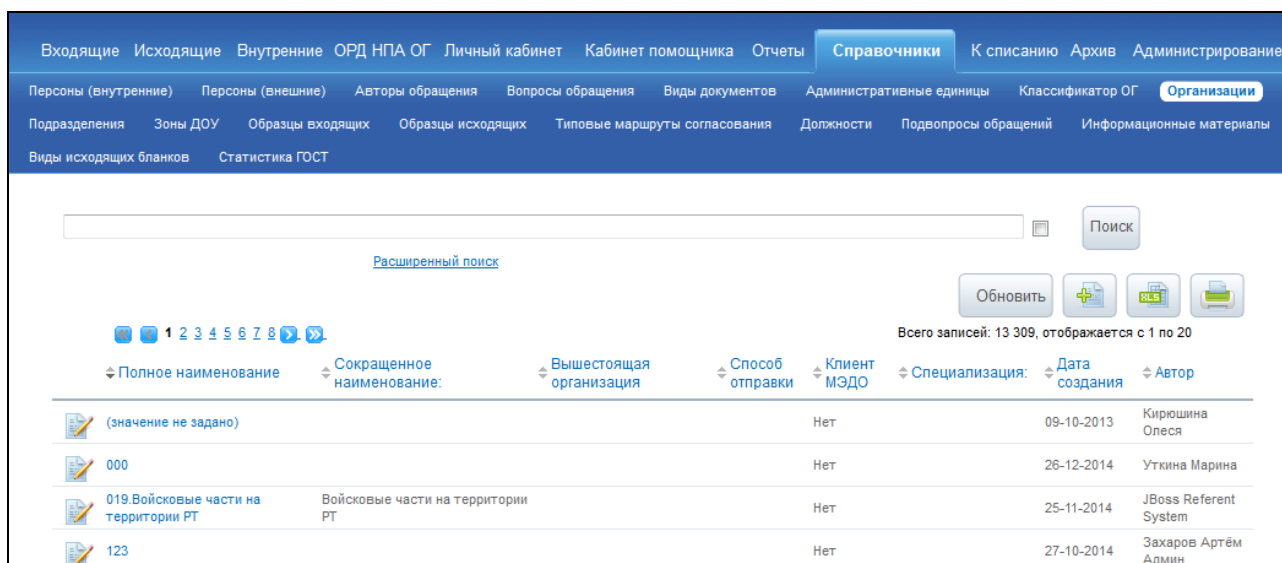 Входящие Исходящие Внутренние ОРД НПА ОГ Личный кабинет Кабинет помощника Отчеты Справочники К списанию Архив Администрирование
Персоны (внутренние) Персоны (внешние) Авторы обращения Вопросы обращения Виды документов Административные единицы Классификатор ОГ Организации
Подразделения Зоны ДОУ Образцы входящих Образцы исходящих Типовые маршруты согласования Должности Подвопросы обращений Информационные материалы
Виды исходящих бланков Статистика ГОСТ
Поиск
Расширенный поиск
Обновить XLS
1 2 3 4 5 6 7 8
Всего записей: 13 309, отображается с 1 по 20
Полное наименование Сокращенное наименование: Вышестоящая организация Способ отправки Клиент МЭДО Специализация: Дата создания Автор
(значение не задано) Нет 09-10-2013 Кирюшина Олеся
000 Нет 26-12-2014 Уткина Марина
019.Войсковые части на территории РТ Войсковые части на территории РТ Нет 25-11-2014 JBoss Referent System
123 Нет 27-10-2014 Захаров Артём Админ